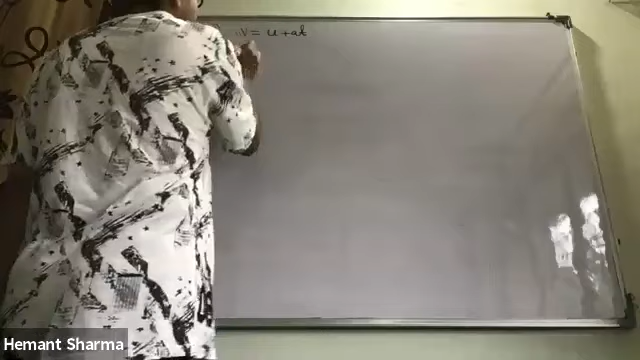 v = u + at
Hemant Sharma